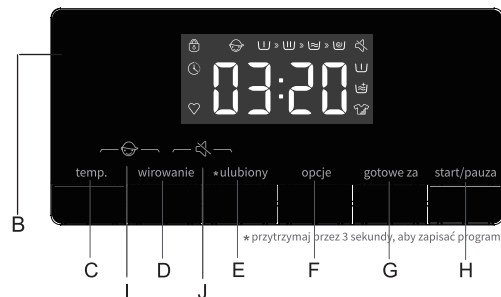 03:20
temp. wirowanie *ulubiony opcje gotowe za start/pauza
B
* przytrzymaj przez 3 sekundy, aby zapisać program
C D E F G H
I J